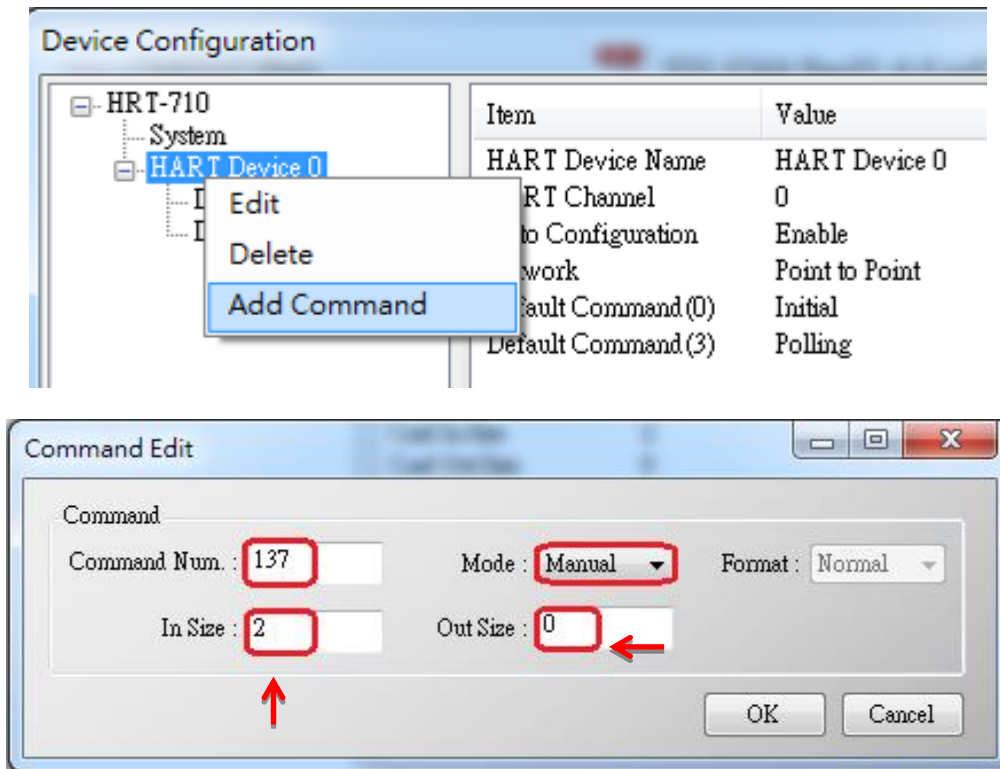 Device Configuration
HRT-710
System
HART Device 0
Edit
Delete
Add Command
Item Value
HART Device Name HART Device 0
RT Channel 0
to Configuration Enable
work Point to Point
ault Command(0) Initial
Default Command(3) Polling
Command Edit
Command
Command Num. : 137 Mode : Manual Format : Normal
In Size : 2 Out Size : 0
OK Cancel